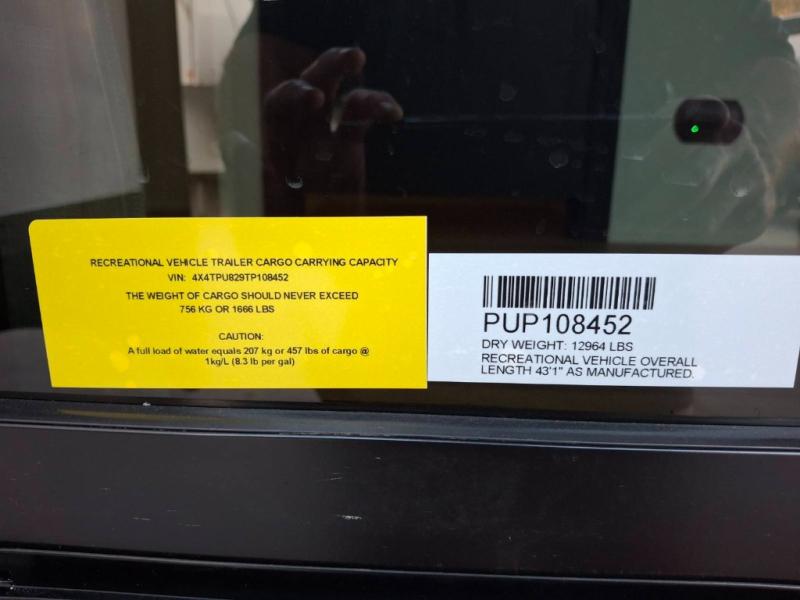 RECREATIONAL VEHICLE TRAILER CARGO CARRYING CAPACITY
VIN: 4X4TPU829TP108452
THE WEIGHT OF CARGO SHOULD NEVER EXCEED
756 KG OR 1666 LBS
CAUTION:
A full load of water equals 207 kg or 457 lbs of cargo @
1kg/L (8.3 lb per gal)
PUP108452
DRY WEIGHT: 12964 LBS
RECREATIONAL VEHICLE OVERALL
LENGTH 43'1" AS MANUFACTURED.